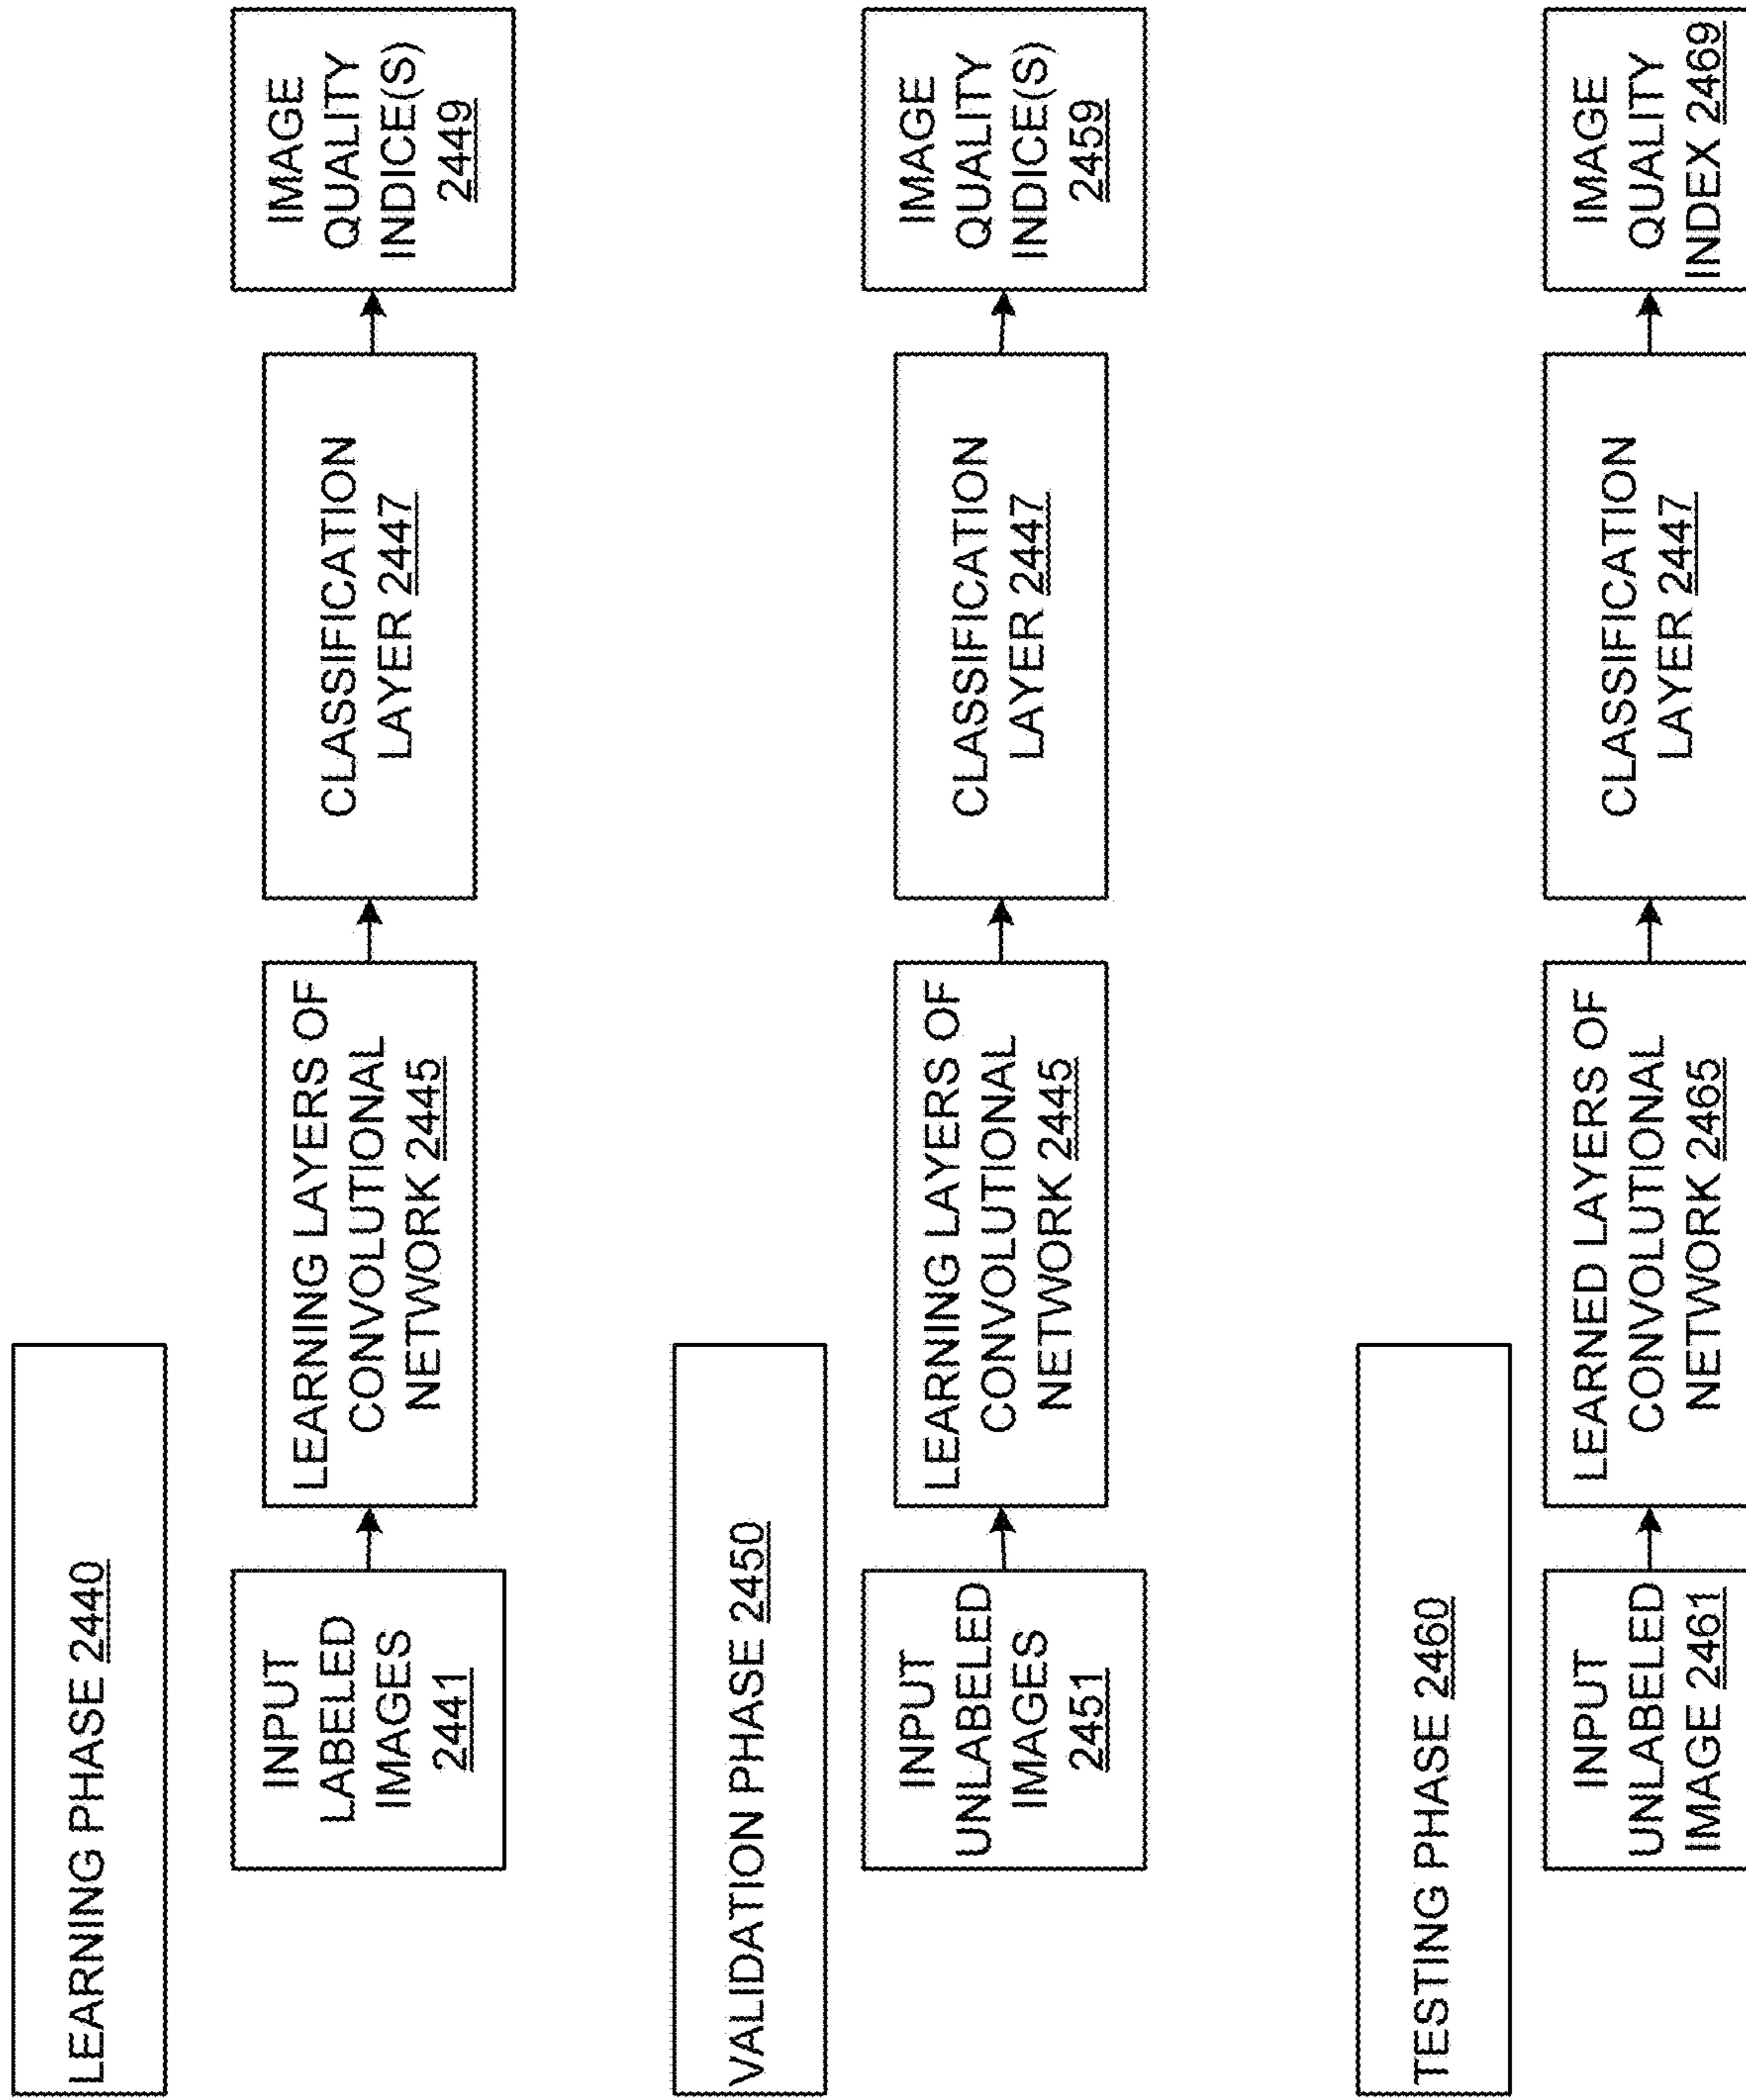 LEARNING PHASE 2440
INPUT
LABELED
IMAGES
2441
LEARNING LAYERS OF
CONVOLUTIONAL
NETWORK 2445
CLASSIFICATION
LAYER 2447
IMAGE
QUALITY
INDICE(S)
2449
VALIDATION PHASE 2450
INPUT
UNLABELED
IMAGES
2451
LEARNING LAYERS OF
CONVOLUTIONAL
NETWORK 2445
CLASSIFICATION
LAYER 2447
IMAGE
QUALITY
INDICE(S)
2459
TESTING PHASE 2460
INPUT
UNLABELED
IMAGE 2461
LEARNED LAYERS OF
CONVOLUTIONAL
NETWORK 2465
CLASSIFICATION
LAYER 2447
IMAGE
QUALITY
INDEX 2469